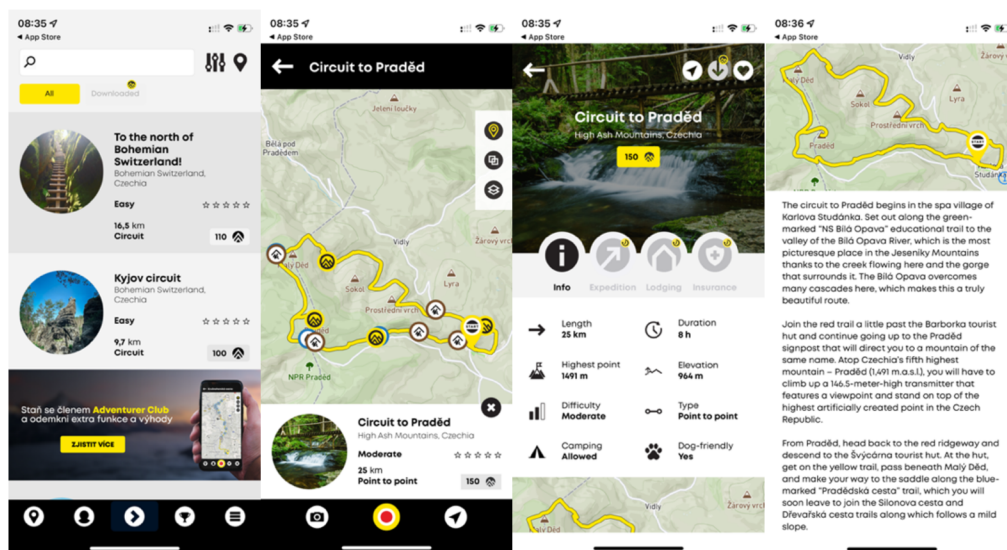 08:35
◀ App Store
All
Downloaded
To the north of
Bohemian
Switzerland!
Bohemian Switzerland,
Czechia
Easy
16,5 km
Circuit
110
Kyjov circuit
Bohemian Switzerland,
Czechia
Easy
9,7 km
Circuit
100
Staň se členem Adventurer Club
a odemkni extra funkce a výhody
ZJISTIT VÍCE
08:35
◀ App Store
Circuit to Praděd
Jelení loučky
Běla pod
Pradědem
Vidly
Žárový vrch
Malý Děd
Sokol
Lyra
Prostřední vrch
START
NPR Praděd
Circuit to Praděd
High Ash Mountains, Czechia
Moderate
25 km
Point to point
150
08:35
◀ App Store
Circuit to Praděd
High Ash Mountains, Czechia
150
Info
Expedition
Lodging
Insurance
Length
25 km
Duration
8 h
Highest point
1491 m
Elevation
964 m
Difficulty
Moderate
Type
Point to point
Camping
Allowed
Dog-friendly
Yes
Vidly
08:36
◀ App Store
Vidly
Malý Děd
Sokol
Lyra
Prostřední vrch
Praděd
START
The circuit to Praděd begins in the spa village of
Karlova Studánka. Set out along the green-
marked "NS Bílá Opava" educational trail to the
valley of the Bílá Opava River, which is the most
picturesque place in the Jeseníky Mountains
thanks to the creek flowing here and the gorge
that surrounds it. The Bílá Opava overcomes
many cascades here, which makes this a truly
beautiful route.
Join the red trail a little past the Barborka tourist
hut and continue going up to the Praděd
signpost that will direct you to a mountain of the
same name. Atop Czechia's fifth highest
mountain – Praděd (1,491 m.a.s.l.), you will have to
climb up a 146.5-meter-high transmitter that
features a viewpoint and stand on top of the
highest artificially created point in the Czech
Republic.
From Praděd, head back to the red ridgeway and
descend to the Švýcárna tourist hut. At the hut,
get on the yellow trail, pass beneath Malý Děd,
and make your way to the saddle along the blue-
marked "Pradědská cesta" trail, which you will
soon leave to join the Silonova cesta and
Dřevařská cesta trails along which follows a mild
slope.